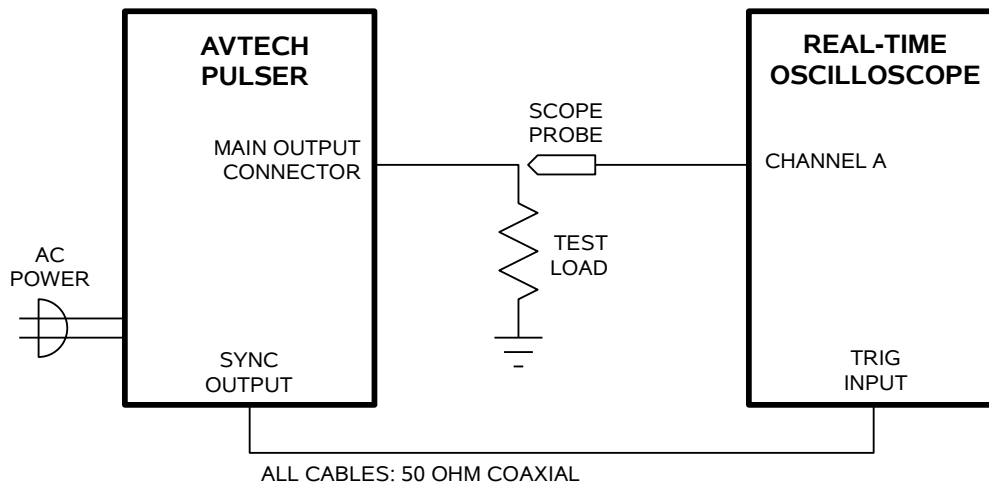 AVTECH
PULSER
REAL-TIME
OSCILLOSCOPE
SCOPE
PROBE
MAIN OUTPUT
CONNECTOR
CHANNEL A
TEST
LOAD
AC
POWER
SYNC
OUTPUT
TRIG
INPUT
ALL CABLES: 50 OHM COAXIAL